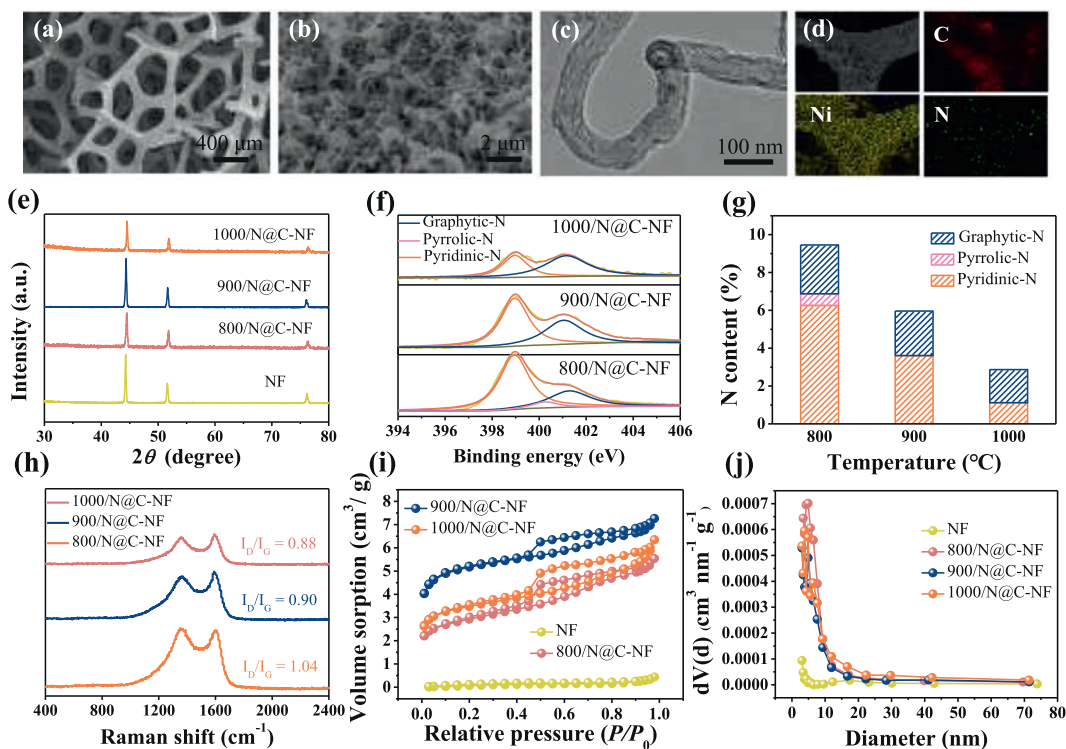 (a)
400 μm
(b)
2 μm
(c)
100 nm
(d)
C
Ni
N
(e)
1000/N@C-NF
900/N@C-NF
800/N@C-NF
NF
Intensity (a.u.)
30 40 50 60 70 80
2θ (degree)
(f)
Graphytic-N
Pyrrolic-N
Pyridinic-N
1000/N@C-NF
900/N@C-NF
800/N@C-NF
394 396 398 400 402 404 406
Binding energy (eV)
(g)
Graphytic-N
Pyrrolic-N
Pyridinic-N
N content (%)
10
8
6
4
2
0
800 900 1000
Temperature (°C)
(h)
1000/N@C-NF
900/N@C-NF
800/N@C-NF
I_D/I_G = 0.88
I_D/I_G = 0.90
I_D/I_G = 1.04
400 800 1200 1600 2000 2400
Raman shift (cm⁻¹)
(i)
900/N@C-NF
1000/N@C-NF
NF
800/N@C-NF
Volume sorption (cm³/ g)
8
7
6
5
4
3
2
1
0
0.0 0.2 0.4 0.6 0.8 1.0
Relative pressure (P/P₀)
(j)
NF
800/N@C-NF
900/N@C-NF
1000/N@C-NF
dV(d) (cm³ nm⁻¹ g⁻¹)
0.0007
0.0006
0.0005
0.0004
0.0003
0.0002
0.0001
0.0000
0 10 20 30 40 50 60 70 80
Diameter (nm)